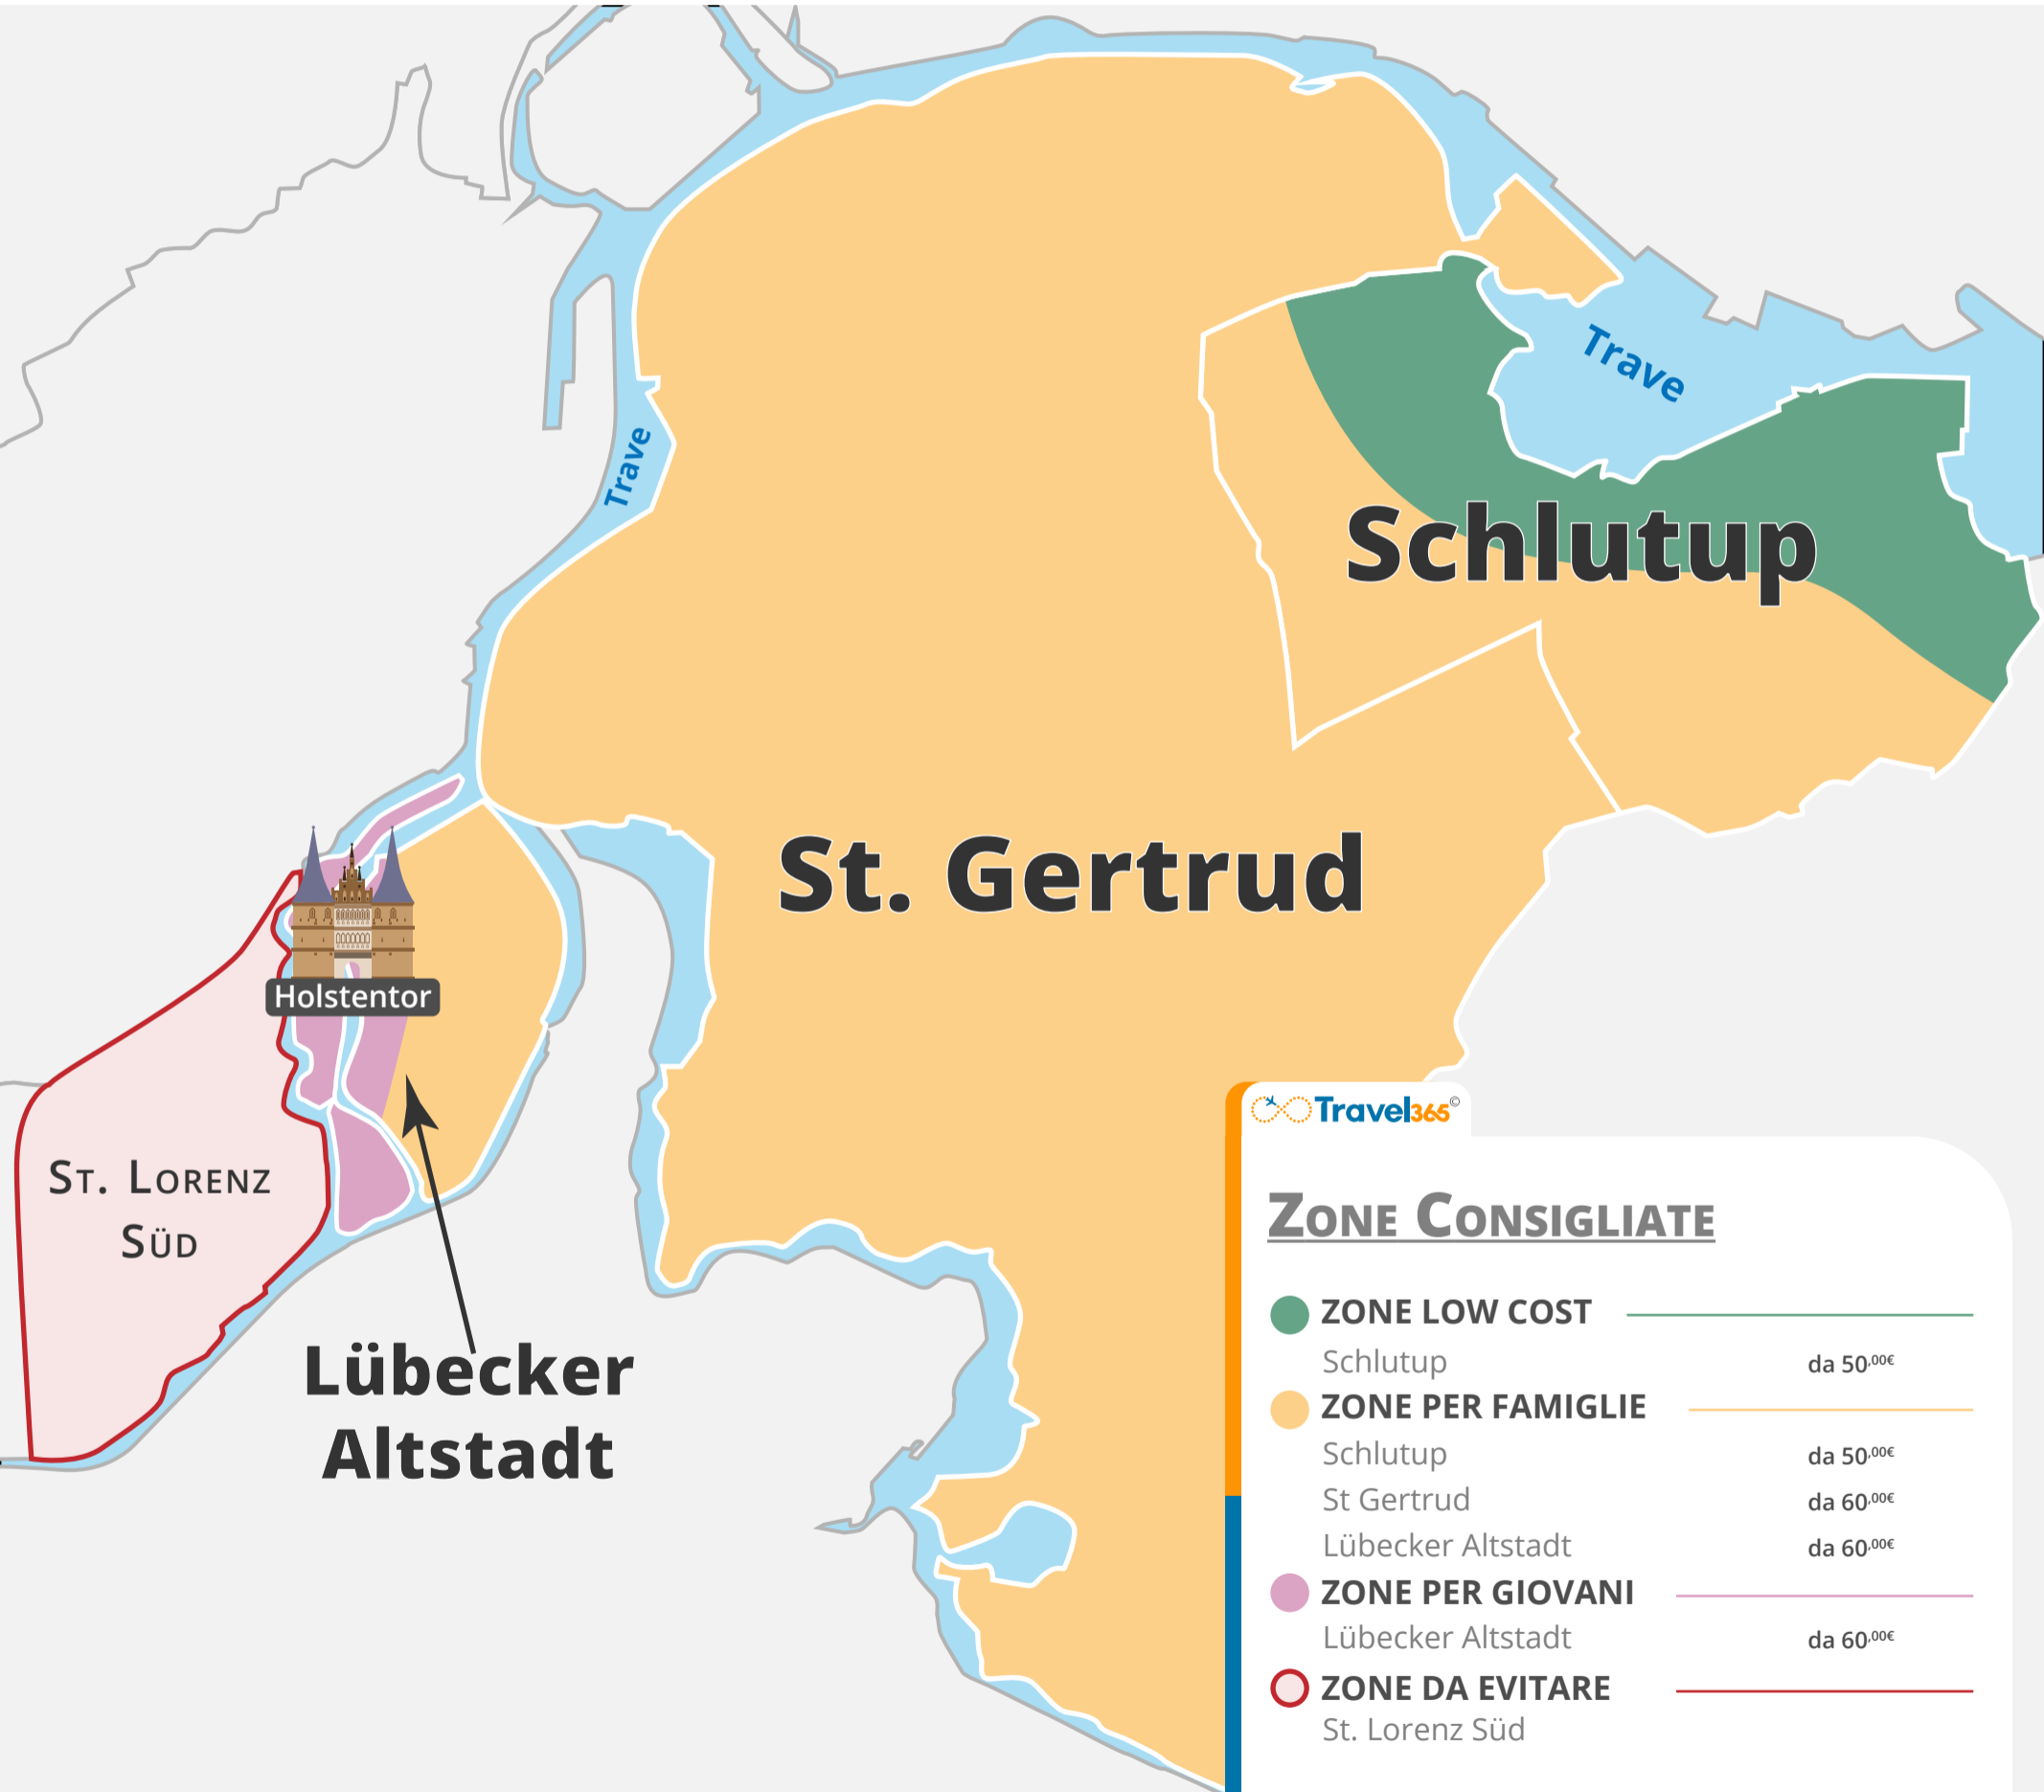 Trave
Trave
Schlutup
St. Gertrud
Holstentor
St. Lorenz
Süd
Lübecker
Altstadt
Travel365©
Zone Consigliate
ZONE LOW COST
Schlutup da 50,00€
ZONE PER FAMIGLIE
Schlutup da 50,00€
St Gertrud da 60,00€
Lübecker Altstadt da 60,00€
ZONE PER GIOVANI
Lübecker Altstadt da 60,00€
ZONE DA EVITARE
St. Lorenz Süd